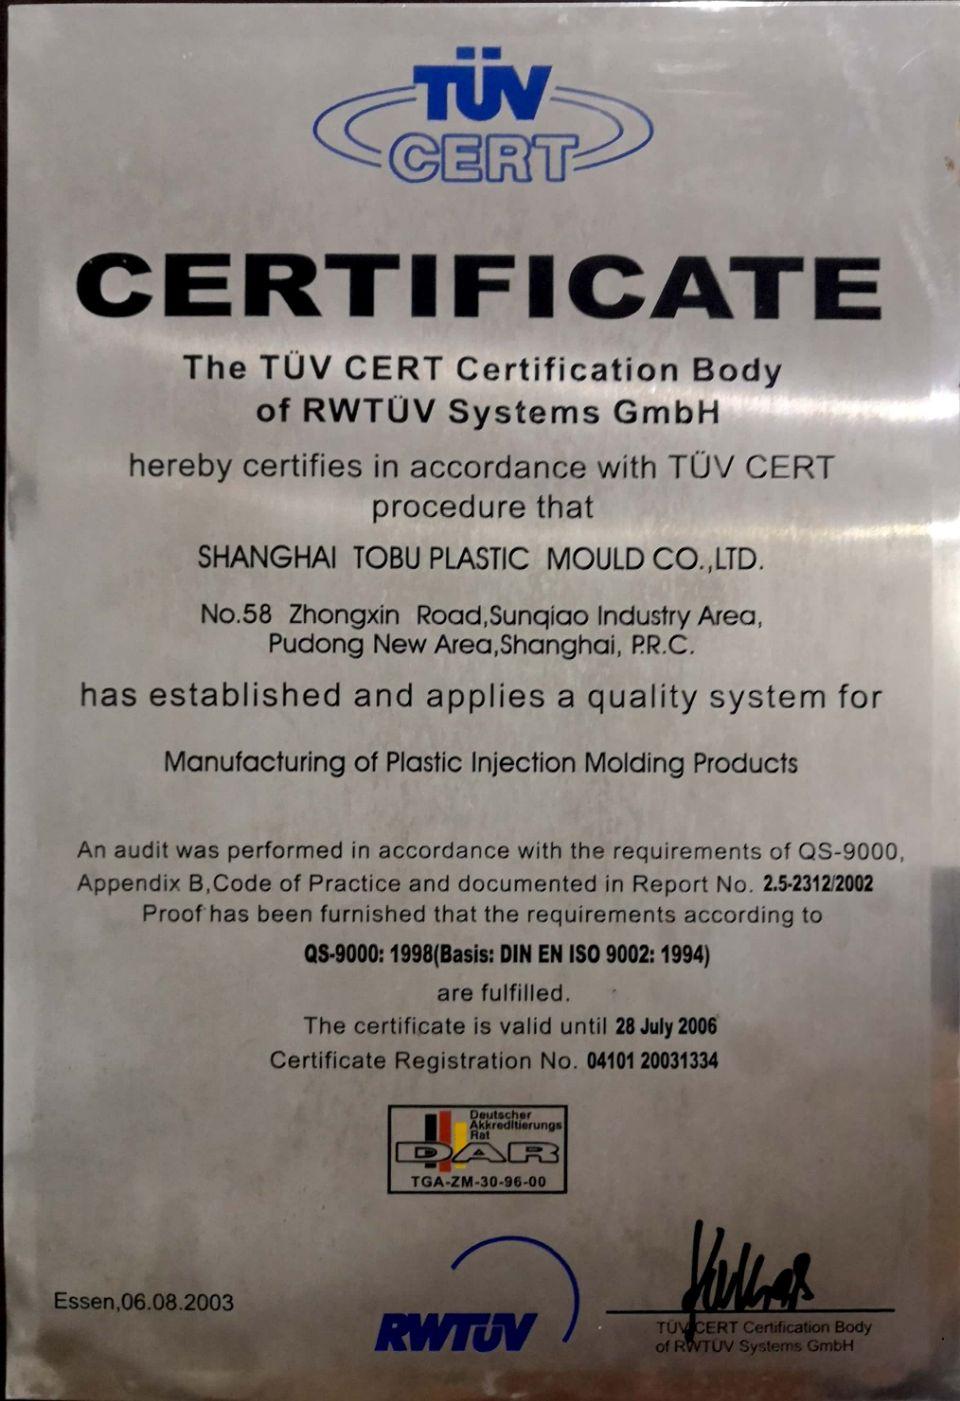 TÜV
CERT
CERTIFICATE
The TÜV CERT Certification Body
of RWTÜV Systems GmbH
hereby certifies in accordance with TÜV CERT
procedure that
SHANGHAI TOBU PLASTIC MOULD CO.,LTD.
No.58 Zhongxin Road,Sunqiao Industry Area,
Pudong New Area,Shanghai, P.R.C.
has established and applies a quality system for
Manufacturing of Plastic Injection Molding Products
An audit was performed in accordance with the requirements of QS-9000,
Appendix B,Code of Practice and documented in Report No. 2.5-2312/2002
Proof has been furnished that the requirements according to
QS-9000: 1998(Basis: DIN EN ISO 9002: 1994)
are fulfilled.
The certificate is valid until 28 July 2006
Certificate Registration No. 04101 20031334
Deutscher
Akkreditierungs
Rat
DAR
TGA-ZM-30-96-00
Essen,06.08.2003
RWTÜV
TÜV CERT Certification Body
of RWTÜV Systems GmbH